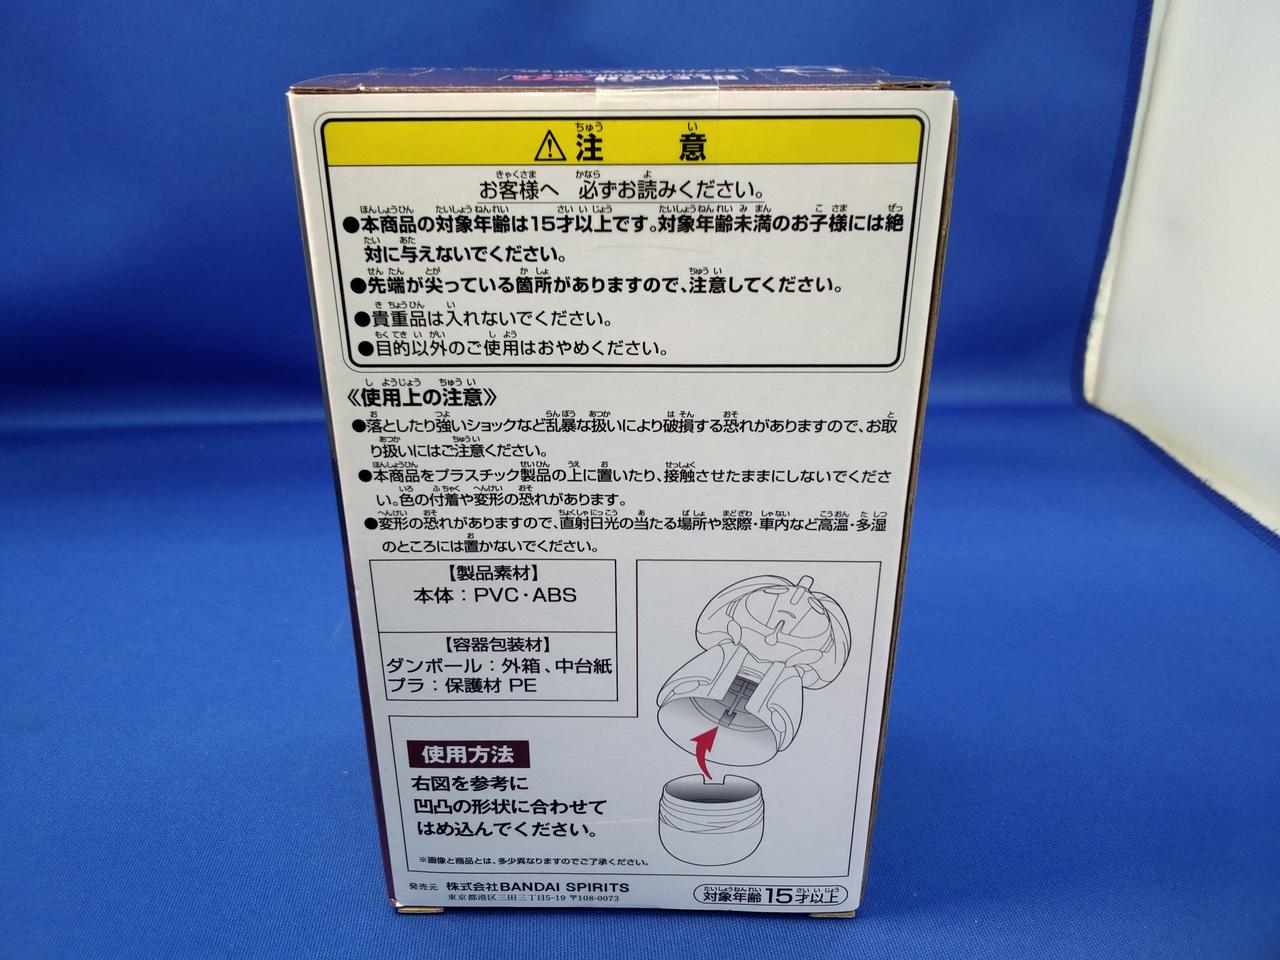 BLEACH
⚠注意
お客様へ 必ずお読みください。
●本商品の対象年齢は15才以上です。対象年齢未満のお子様には絶
対に与えないでください。
●先端が尖っている箇所がありますので、注意してください。
●貴重品は入れないでください。
●目的以外のご使用はおやめください。
《使用上の注意》
●落としたり強いショックなど乱暴な扱いにより破損する恐れがありますので、お取
り扱いにはご注意ください。
●本商品をプラスチック製品の上に置いたり、接触させたままにしないでくださ
い。色の付着や変形の恐れがあります。
●変形の恐れがありますので、直射日光の当たる場所や窓際・車内など高温・多湿
のところには置かないでください。
【製品素材】
本体：PVC・ABS
【容器包装材】
ダンボール：外箱、中台紙
プラ：保護材 PE
使用方法
右図を参考に
凹凸の形状に合わせて
はめ込んでください。
※画像と商品とは、多少異なりますのでご了承ください。
発売元 株式会社BANDAI SPIRITS
東京都港区三田三丁目5-19 〒108-0073
対象年齢15才以上